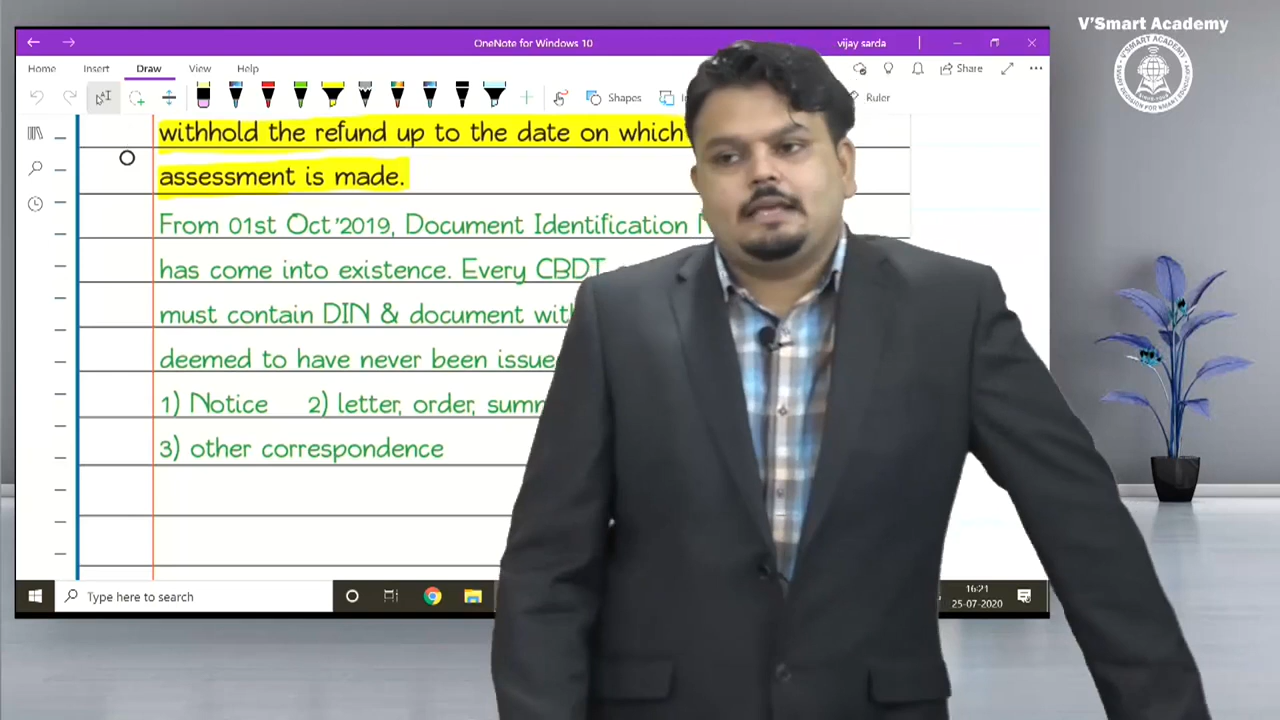 V'Smart Academy
OneNote for Windows 10
vijay sarda
Home Insert Draw View Help
Share
Shapes
Ruler
withhold the refund up to the date on which
assessment is made.
From 01st Oct'2019, Document Identification
has come into existence. Every CBDT
must contain DIN & document
deemed to have never been
1) Notice 2) letter, order,
3) other correspondence
Type here to search
16:21
25-07-2020